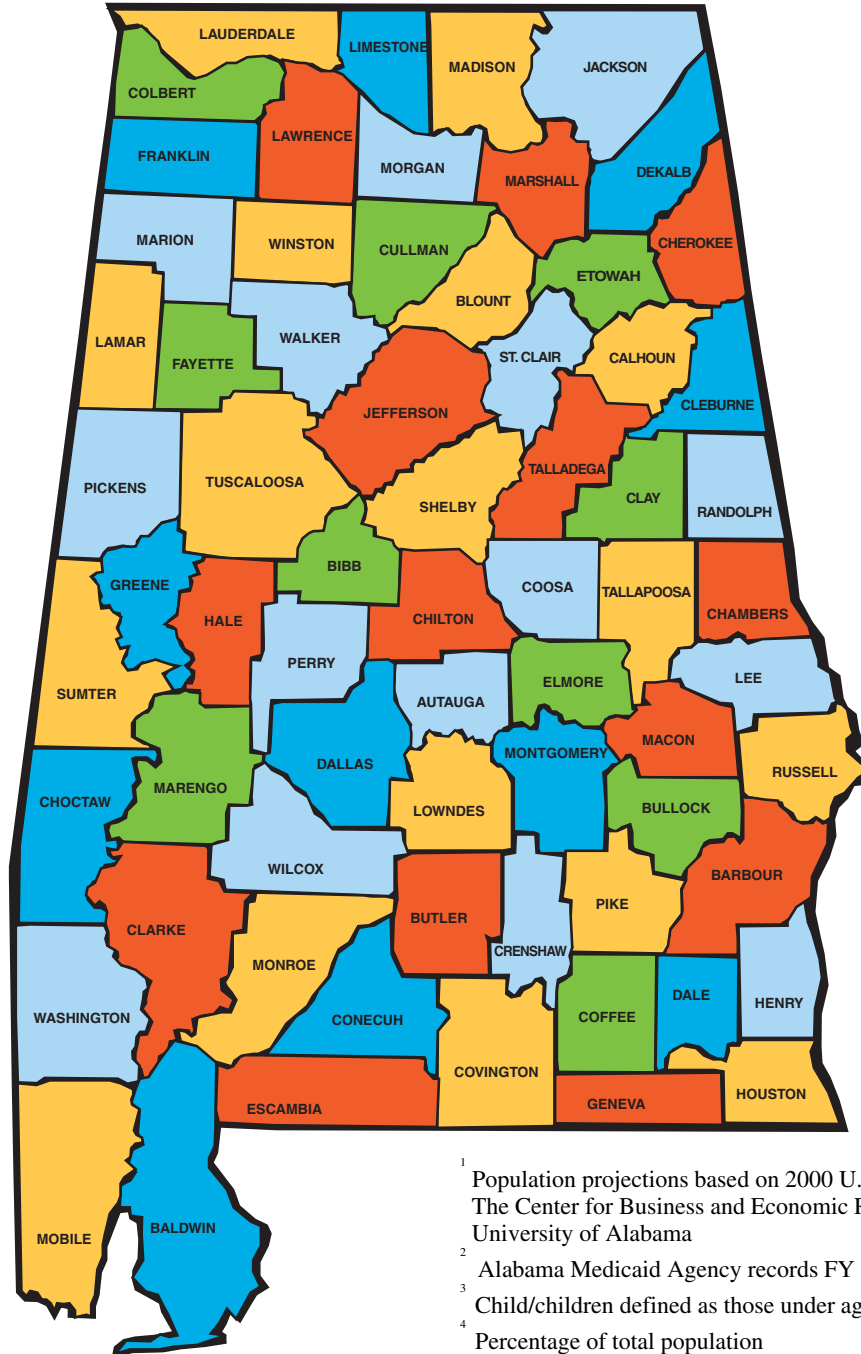 LAUDERDALE
LIMESTONE
MADISON
JACKSON
COLBERT
LAWRENCE
FRANKLIN
MORGAN
MARSHALL
DEKALB
MARION
WINSTON
CULLMAN
CHEROKEE
ETOWAH
BLOUNT
LAMAR
WALKER
ST. CLAIR
CALHOUN
FAYETTE
JEFFERSON
CLEBURNE
PICKENS
TUSCALOOSA
TALLADEGA
SHELBY
CLAY
RANDOLPH
GREENE
BIBB
HALE
COOSA
TALLAPOOSA
CHILTON
CHAMBERS
PERRY
SUMTER
AUTAUGA
ELMORE
LEE
CHOCTAW
MARENGO
DALLAS
MONTGOMERY
MACON
RUSSELL
LOWNDES
BULLOCK
WILCOX
BARBOUR
CLARKE
BUTLER
PIKE
CRENSHAW
MONROE
WASHINGTON
CONECUH
COFFEE
DALE
HENRY
COVINGTON
HOUSTON
ESCAMBIA
GENEVA
MOBILE
BALDWIN
1 Population projections based on 2000 U.
The Center for Business and Economic
University of Alabama
2 Alabama Medicaid Agency records FY
3 Child/children defined as those under
4 Percentage of total population